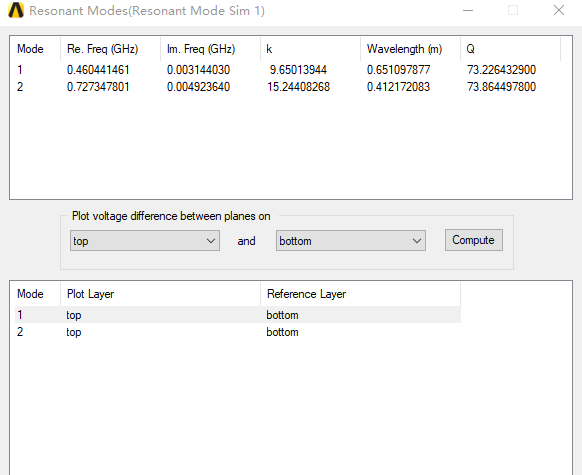 Resonant Modes(Resonant Mode Sim 1)
Mode Re. Freq (GHz) Im. Freq (GHz) k Wavelength (m) Q
1 0.460441461 0.003144030 9.65013944 0.651097877 73.226432900
2 0.727347801 0.004923640 15.24408268 0.412172083 73.864497800
Plot voltage difference between planes on
top and bottom Compute
Mode Plot Layer Reference Layer
1 top bottom
2 top bottom